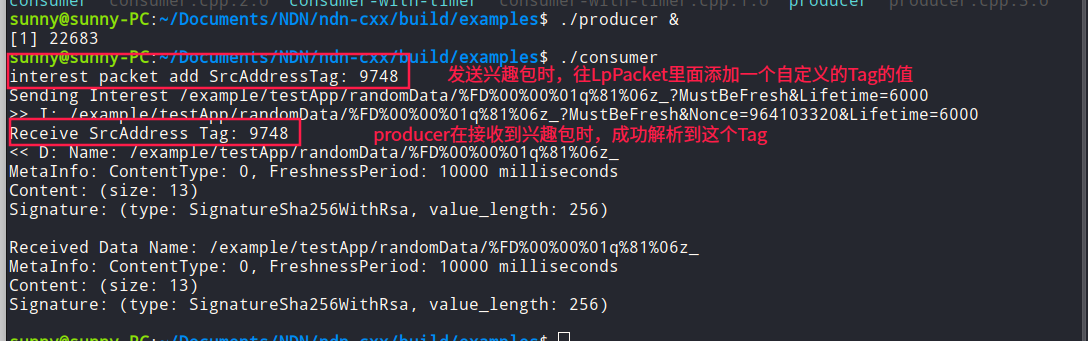 consumer consumer.cpp.2.o consumer-with-timer consumer-with-timer.cpp.1.o producer producer.cpp.3.o
sunny@sunny-PC:~/Documents/NDN/ndn-cxx/build/examples$ ./producer &
[1] 22683
sunny@sunny-PC:~/Documents/NDN/ndn-cxx/build/examples$ ./consumer
interest packet add SrcAddressTag: 9748 发送兴趣包时，往LpPacket里面添加一个自定义的Tag的值
Sending Interest /example/testApp/randomData/%FD%00%00%01q%81%06z_?MustBeFresh&Lifetime=6000
>> I: /example/testApp/randomData/%FD%00%00%01q%81%06z_?MustBeFresh&Nonce=964103320&Lifetime=6000
Receive SrcAddress Tag: 9748 producer在接收到兴趣包时，成功解析到这个Tag
<< D: Name: /example/testApp/randomData/%FD%00%00%01q%81%06z_
MetaInfo: ContentType: 0, FreshnessPeriod: 10000 milliseconds
Content: (size: 13)
Signature: (type: SignatureSha256WithRsa, value_length: 256)
Received Data Name: /example/testApp/randomData/%FD%00%00%01q%81%06z_
MetaInfo: ContentType: 0, FreshnessPeriod: 10000 milliseconds
Content: (size: 13)
Signature: (type: SignatureSha256WithRsa, value_length: 256)
sunny@sunny-PC:~/Documents/NDN/ndn-cxx/build/examples$